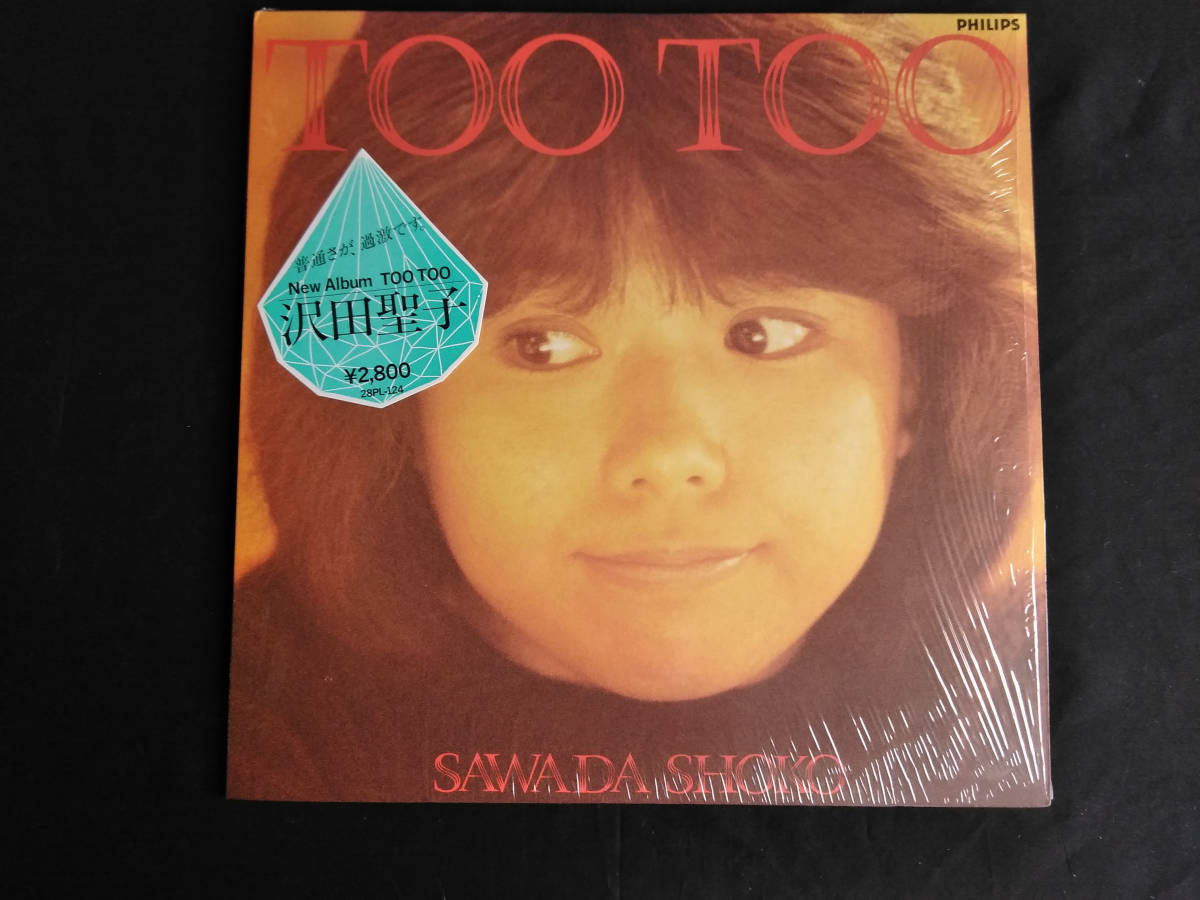 PHILIPS
TOO TOO
普通さが、過激です。
New Album TOO TOO
沢田聖子
¥2,800
28PL-124
SAWADA SHOKO